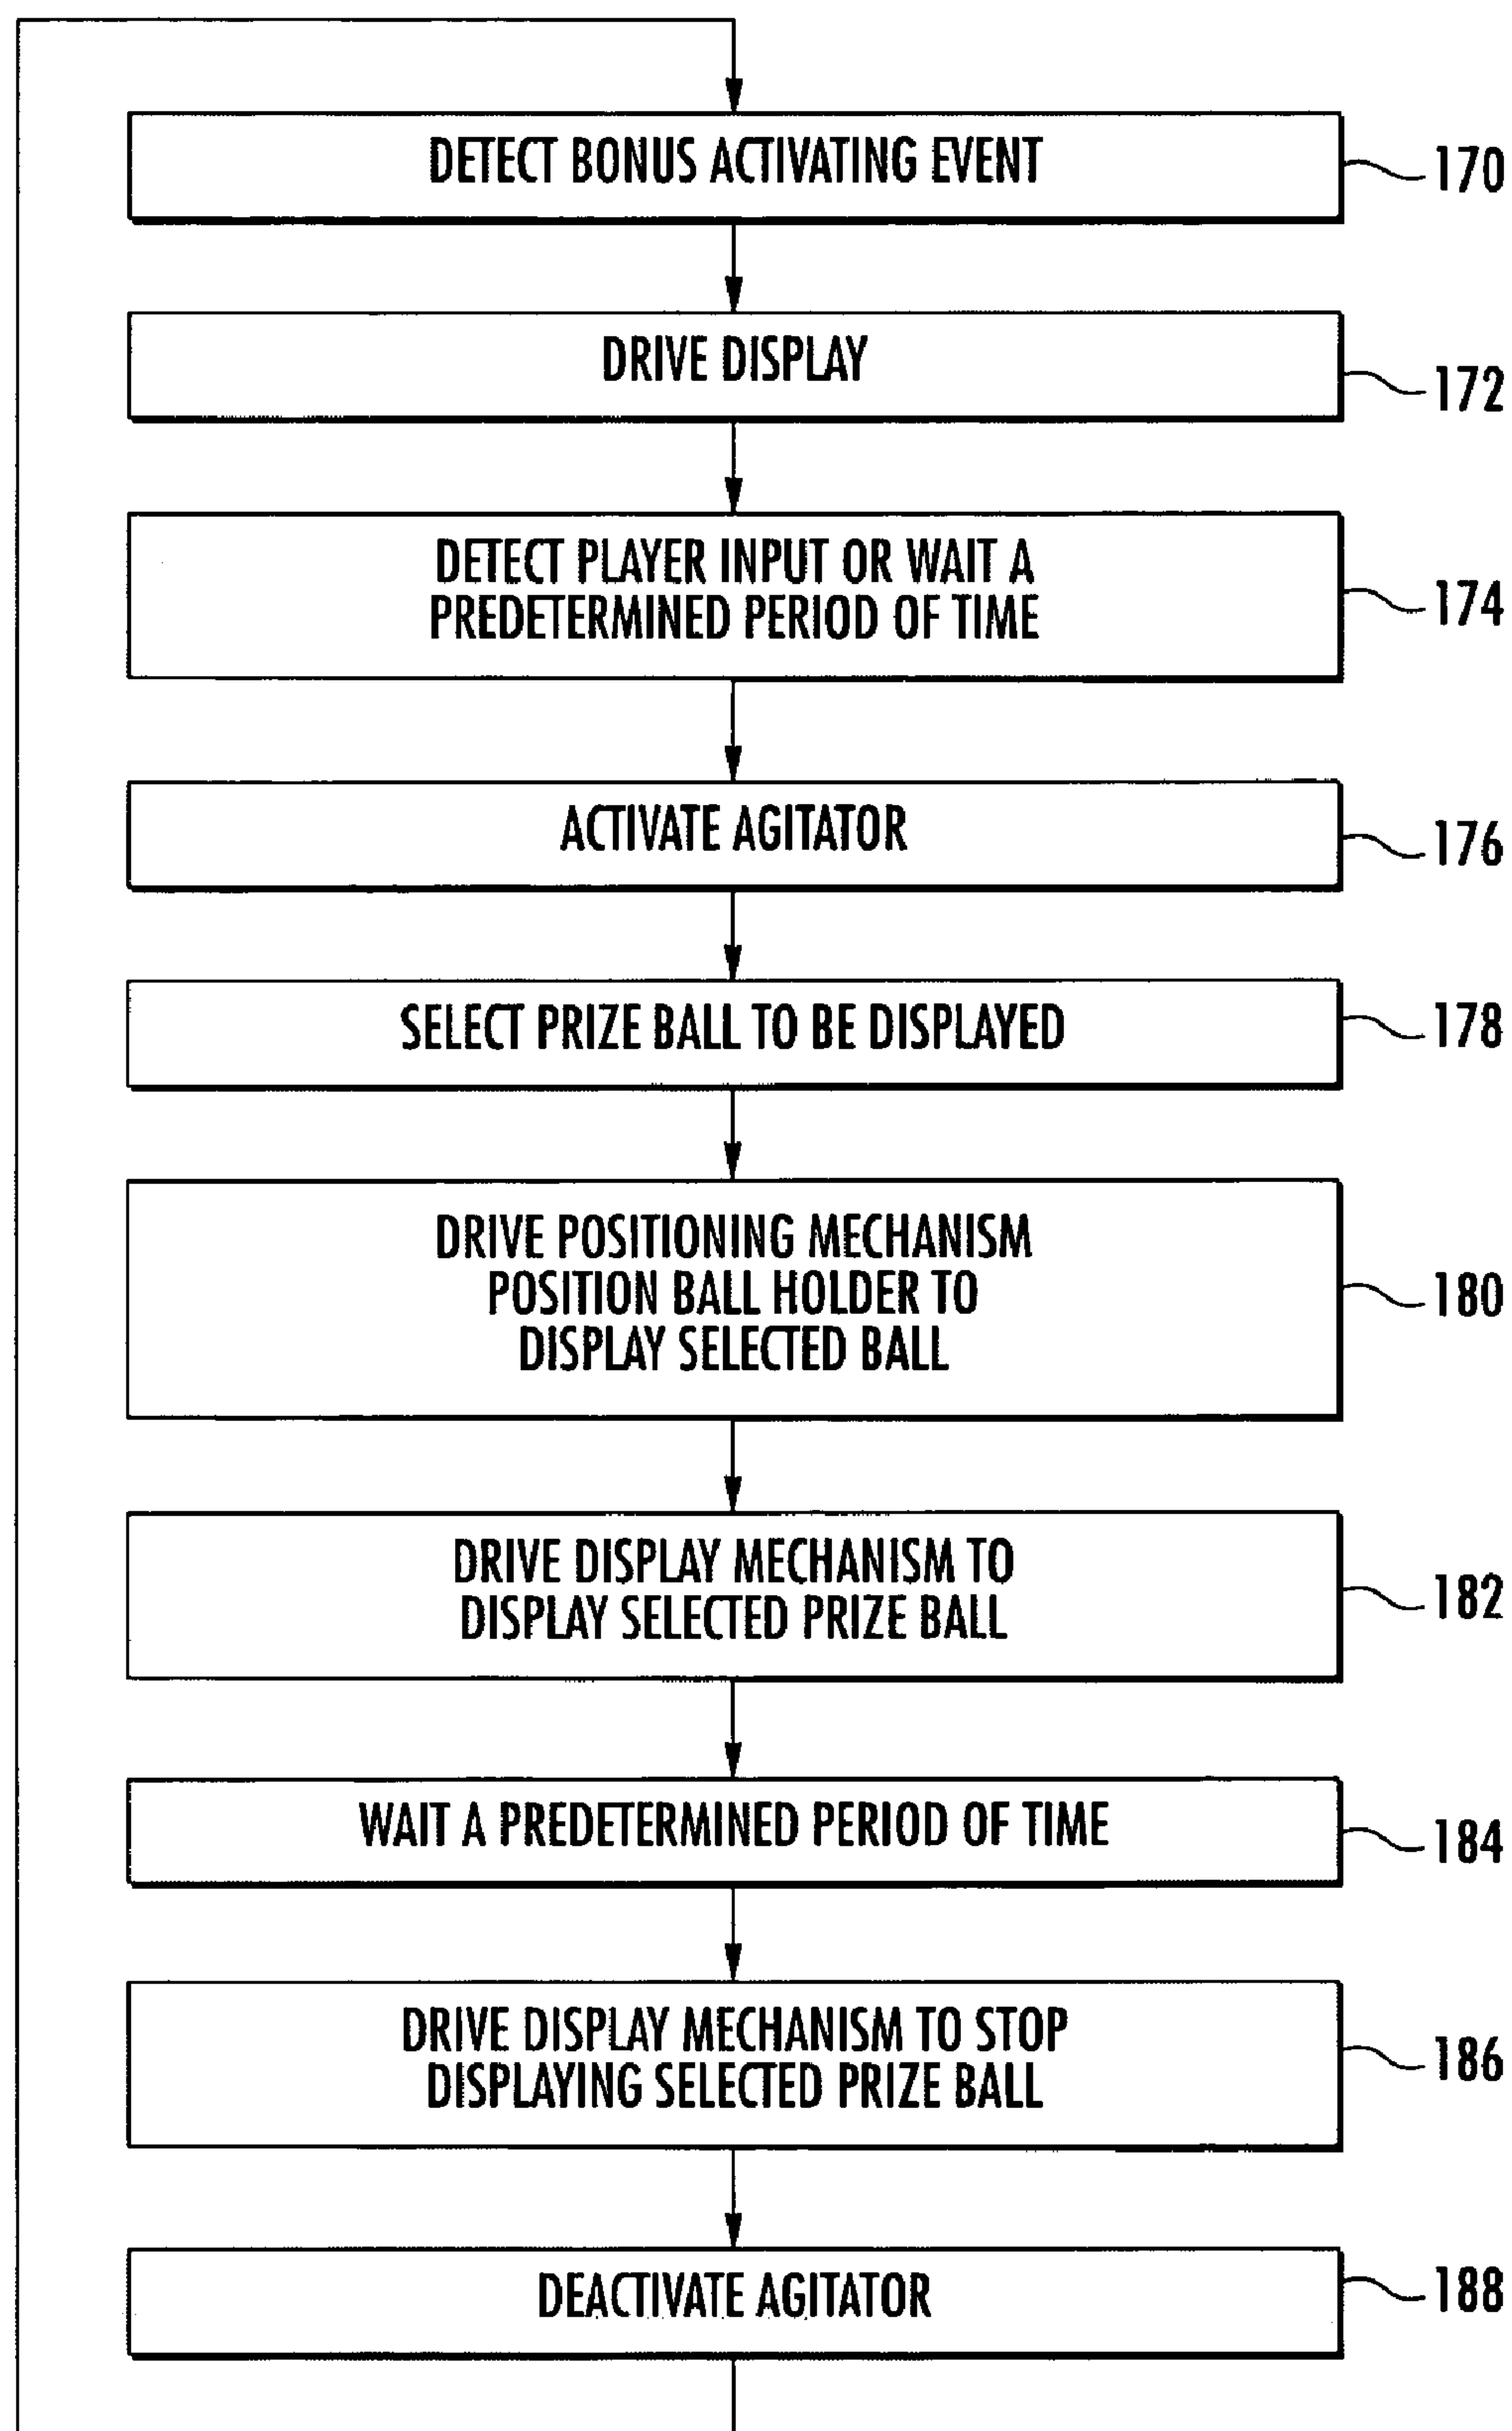 DETECT BONUS ACTIVATING EVENT
170
DRIVE DISPLAY
172
DETECT PLAYER INPUT OR WAIT A
PREDETERMINED PERIOD OF TIME
174
ACTIVATE AGITATOR
176
SELECT PRIZE BALL TO BE DISPLAYED
178
DRIVE POSITIONING MECHANISM
POSITION BALL HOLDER TO
DISPLAY SELECTED BALL
180
DRIVE DISPLAY MECHANISM TO
DISPLAY SELECTED PRIZE BALL
182
WAIT A PREDETERMINED PERIOD OF TIME
184
DRIVE DISPLAY MECHANISM TO STOP
DISPLAYING SELECTED PRIZE BALL
186
DEACTIVATE AGITATOR
188